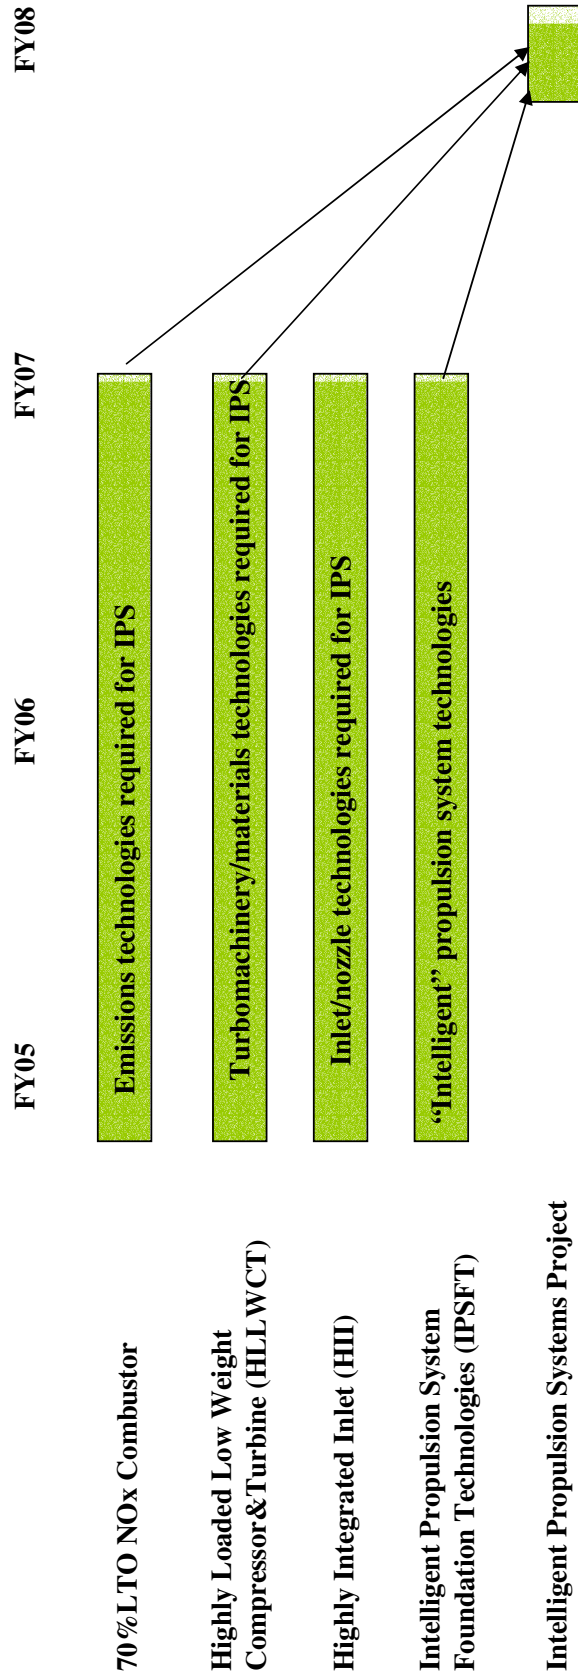 FY05
FY06
FY07
FY08
70%LTO NOx Combustor
Emissions technologies required for IPS
Highly Loaded Low Weight
Compressor&Turbine (HLLWCT)
Turbomachinery/materials technologies required for IPS
Highly Integrated Inlet (HII)
Inlet/nozzle technologies required for IPS
Intelligent Propulsion System
Foundation Technologies (IPSFT)
“Intelligent” propulsion system technologies
Intelligent Propulsion Systems Project